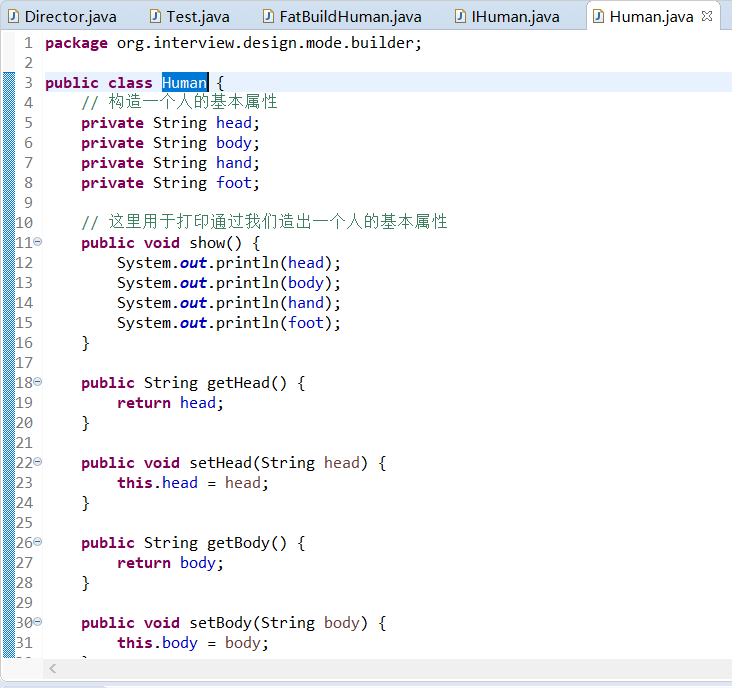 Director.java Test.java FatBuildHuman.java IHuman.java Human.java
1 package org.interview.design.mode.builder;
2
3 public class Human {
4 // 构造一个人的基本属性
5 private String head;
6 private String body;
7 private String hand;
8 private String foot;
9
10 // 这里用于打印通过我们造出一个人的基本属性
11 public void show() {
12 System.out.println(head);
13 System.out.println(body);
14 System.out.println(hand);
15 System.out.println(foot);
16 }
17
18 public String getHead() {
19 return head;
20 }
21
22 public void setHead(String head) {
23 this.head = head;
24 }
25
26 public String getBody() {
27 return body;
28 }
29
30 public void setBody(String body) {
31 this.body = body;